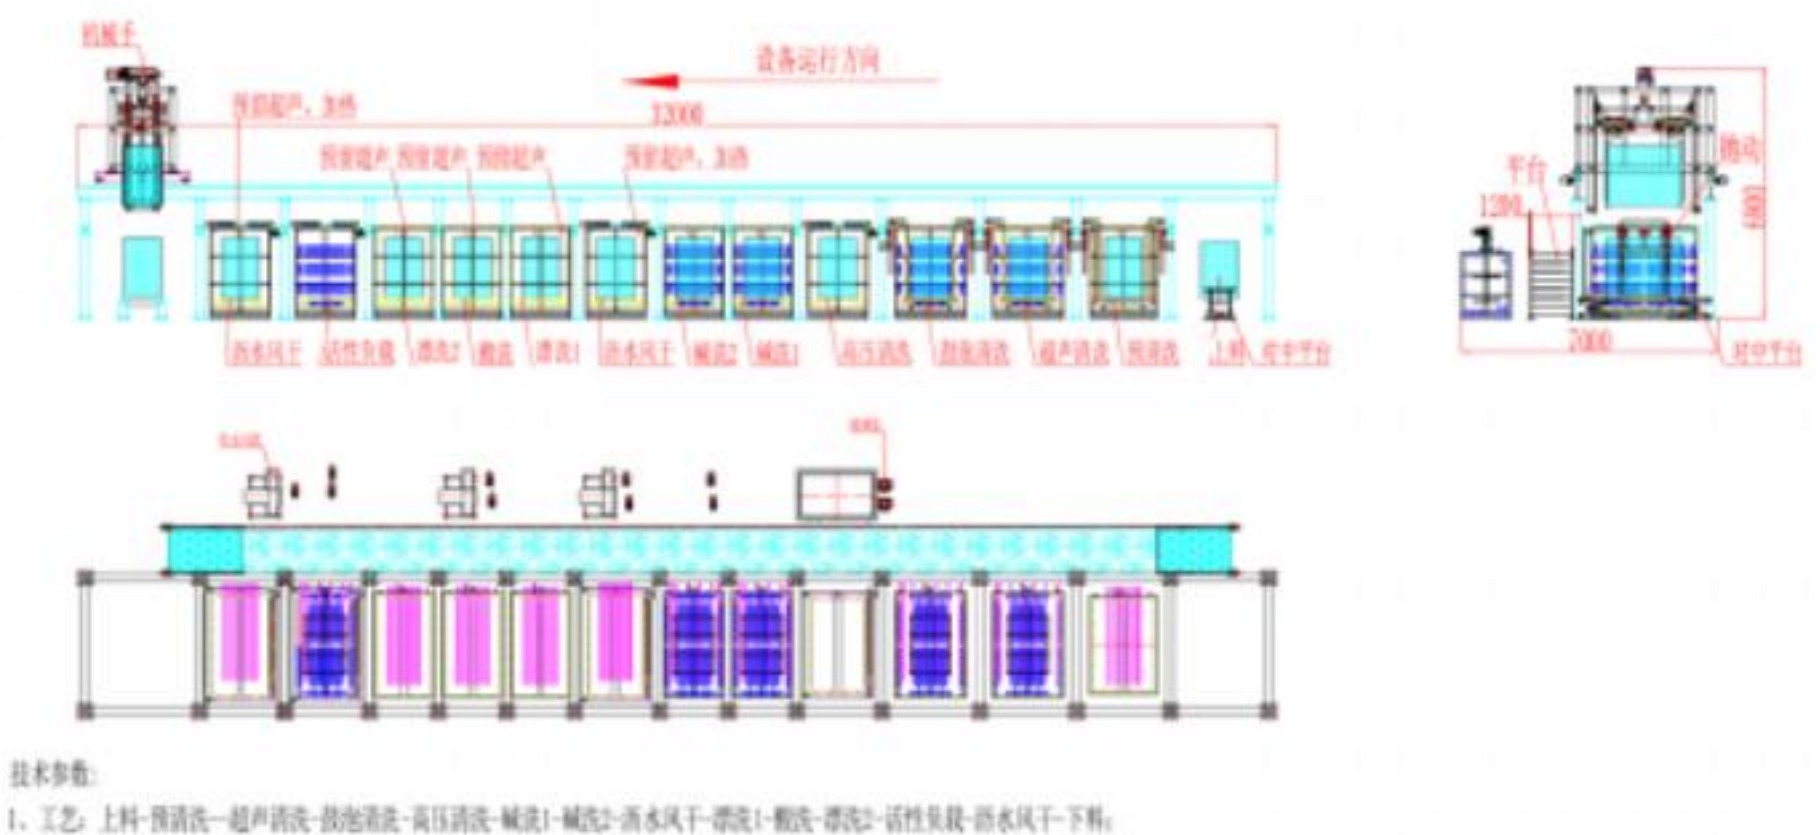 机械手
设备运行方向
预留超声、加热
32000
预留超声 预留超声 预留超声 预留超声、加热
沥水风干 活性负载 漂洗2 酸洗 漂洗1 沥水风干 碱洗2 碱洗1 高压清洗 鼓泡清洗 超声清洗 预清洗 上料 对中平台
抛动
平台
1200
7000
对中平台
技术参数:
1、工艺:上料-预清洗--超声清洗-鼓泡清洗-高压清洗-碱洗1-碱洗2-沥水风干-漂洗1-酸洗-漂洗2-活性负载-沥水风干-下料;